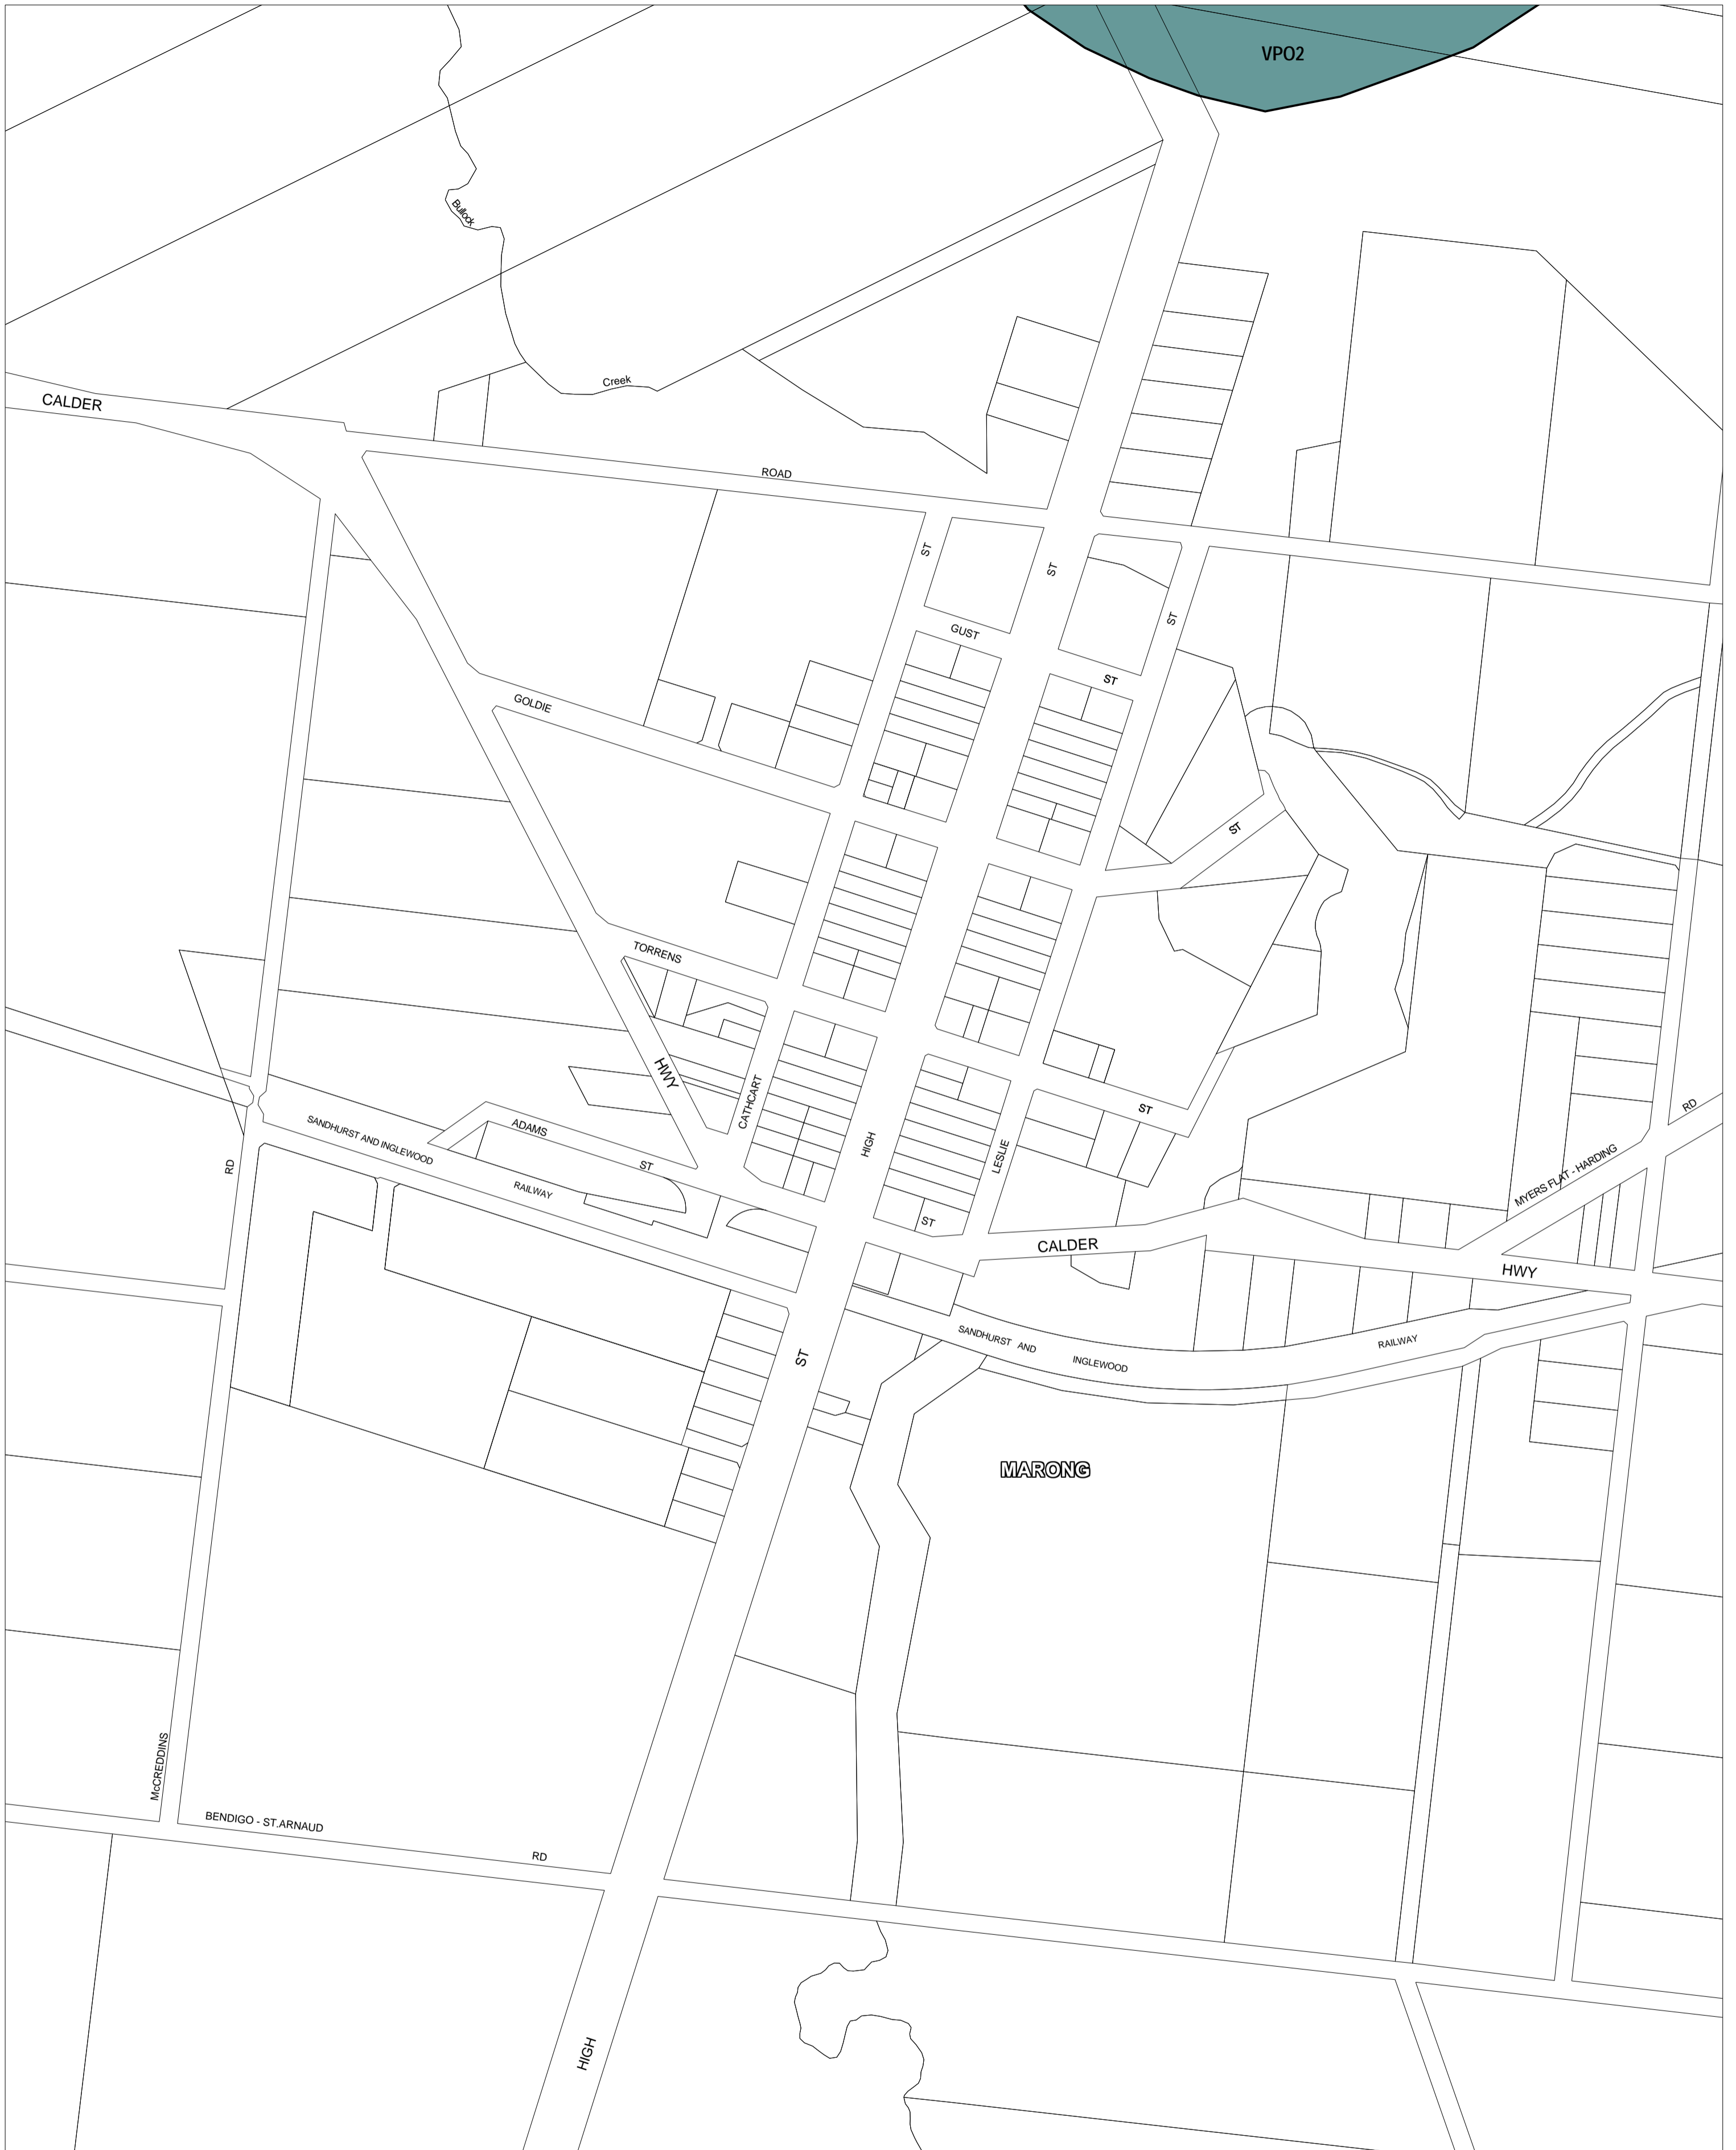 VPO2
Bullock
Creek
CALDER
ROAD
ST
ST
ST
GUST
ST
GOLDIE
ST
TORRENS
HWY
CATHCART
ST
ADAMS
ST
SANDHURST AND INGLEWOOD
RAILWAY
RD
HIGH
LESLIE
ST
CALDER
MYERS FLAT - HARDING
RD
HWY
SANDHURST AND INGLEWOOD
RAILWAY
ST
MARONG
McCREDDINS
BENDIGO - ST.ARNAUD
RD
HIGH